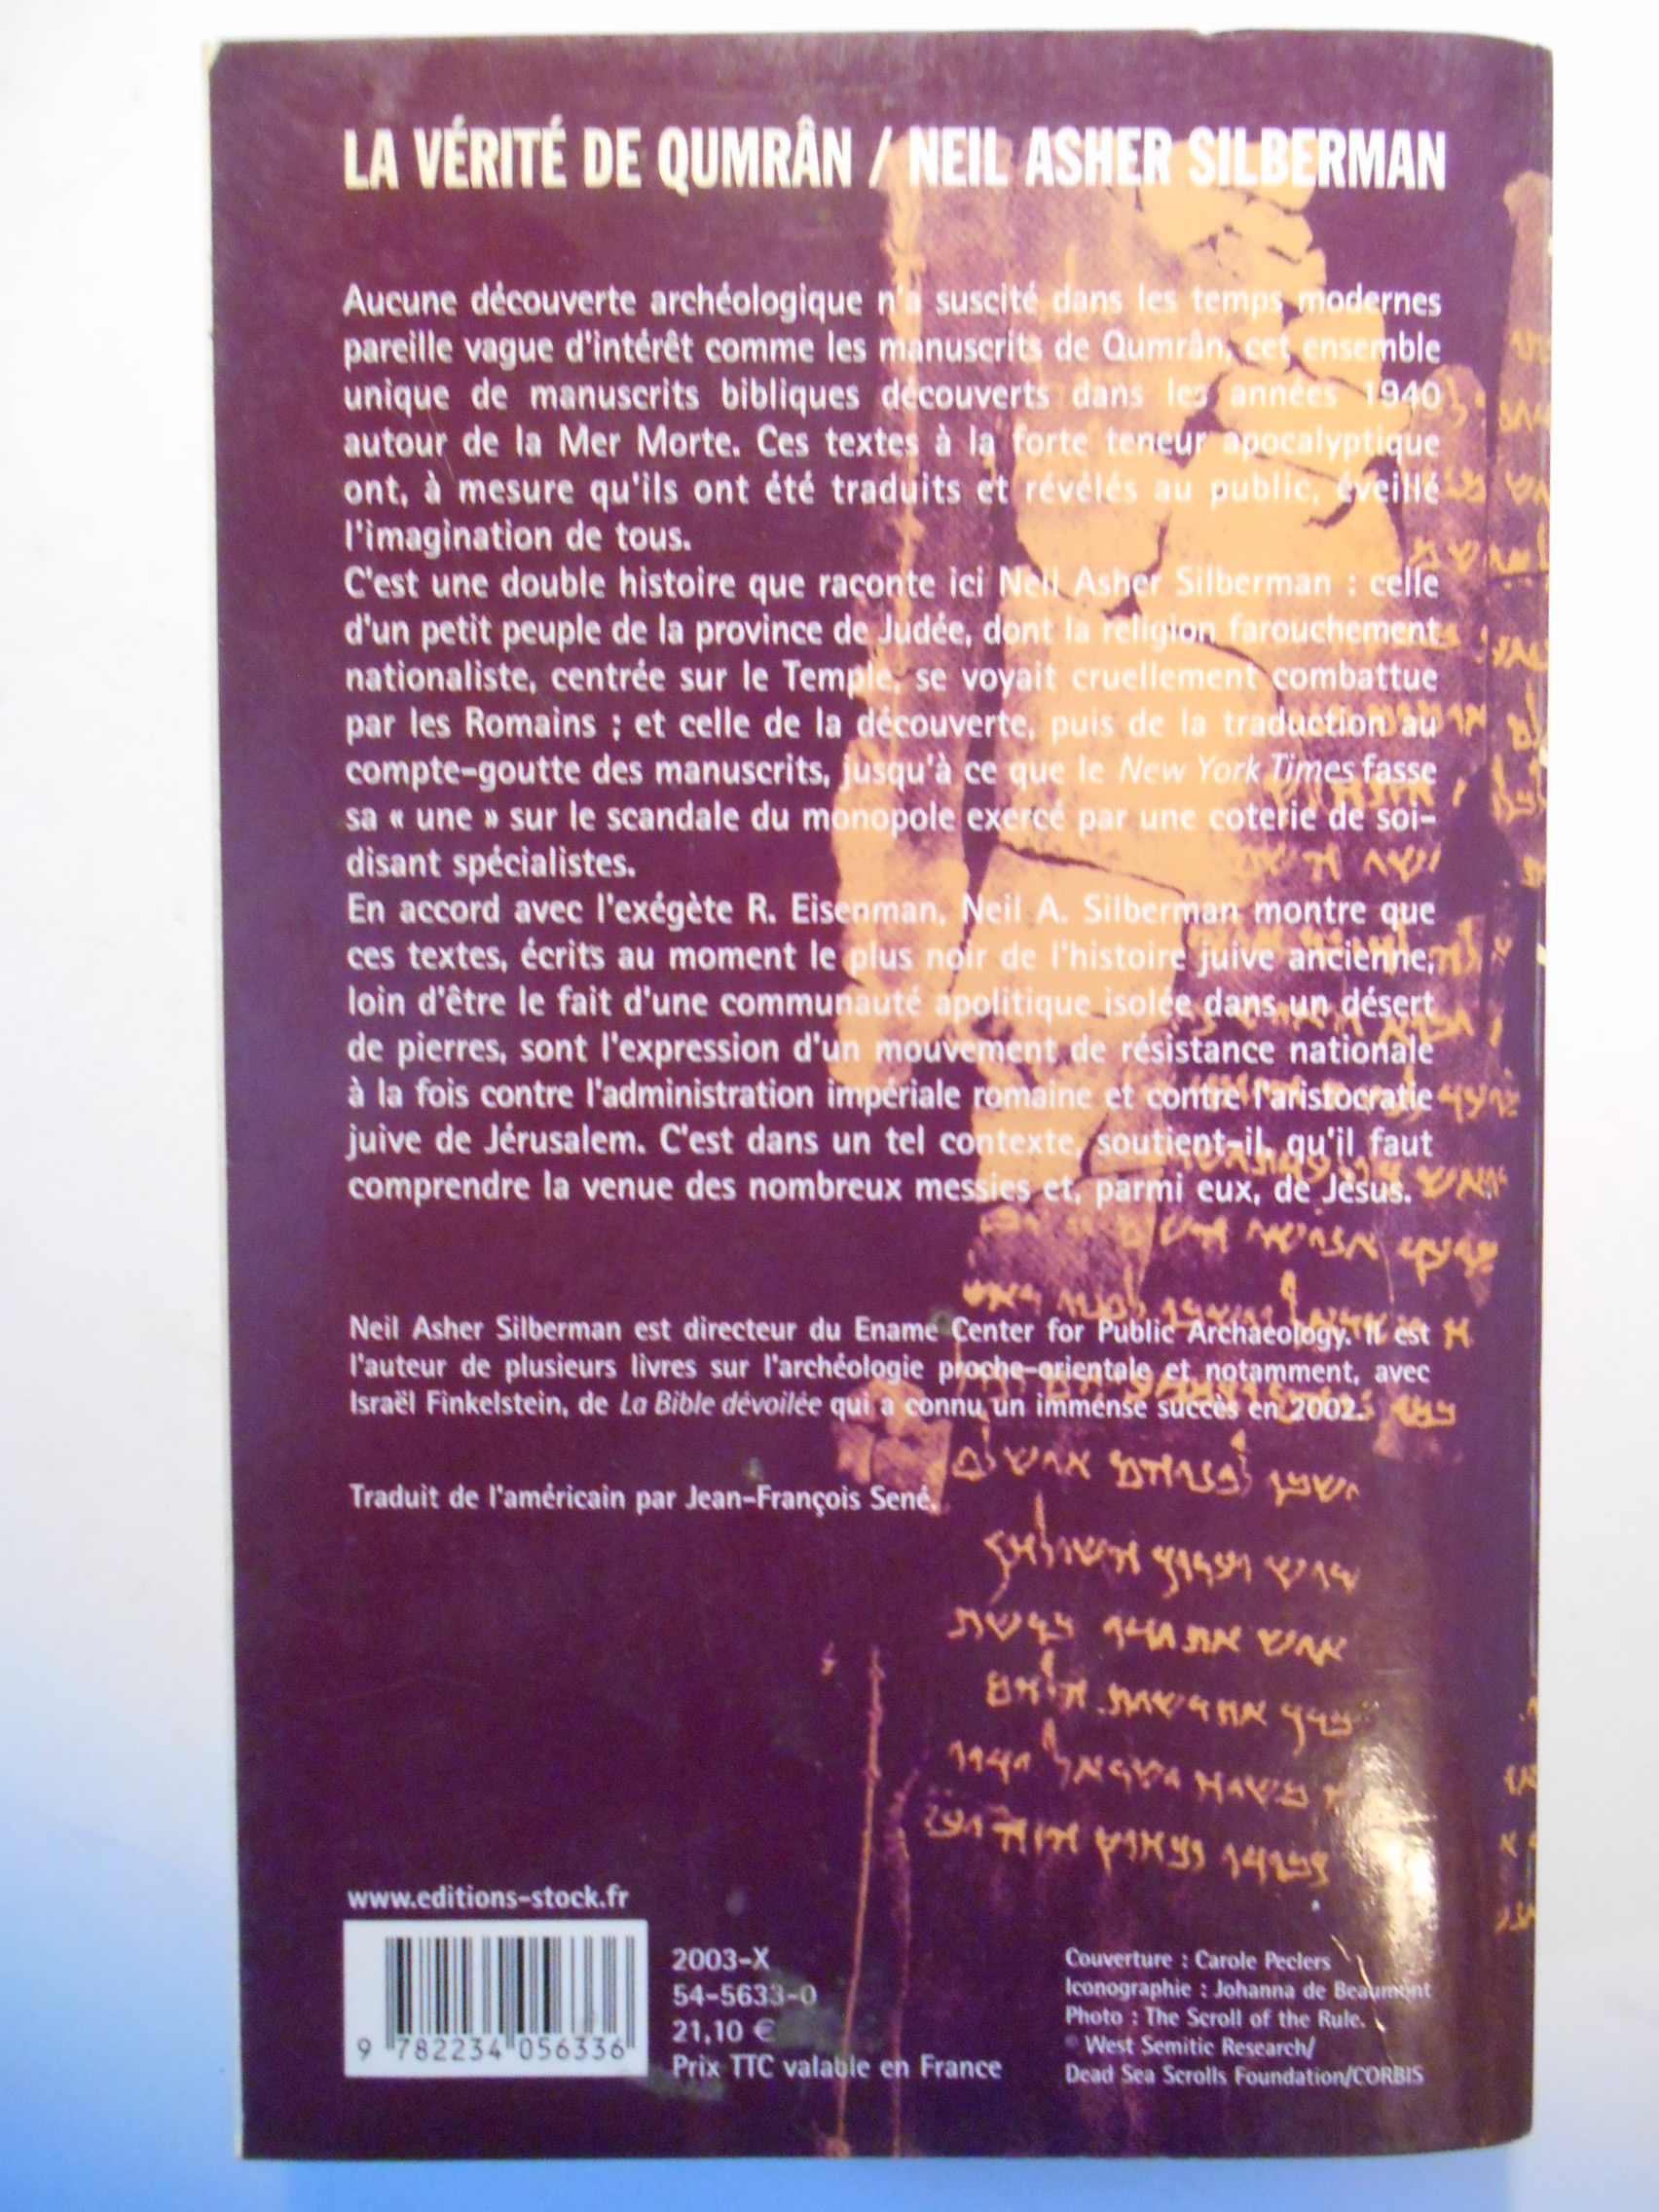 LA VÉRITÉ DE QUMRÂN / NEIL ASHER SILBERMAN
Aucune découverte archéologique n'a suscité dans les temps modernes
pareille vague d'intérêt comme les manuscrits de Qumrân, cet ensemble
unique de manuscrits bibliques découverts dans les années 1940
autour de la Mer Morte. Ces textes à la forte teneur apocalyptique
ont, à mesure qu'ils ont été traduits et révélés au public, éveillé
l'imagination de tous.
C'est une double histoire que raconte ici Neil Asher Silberman : celle
d'un petit peuple de la province de Judée, dont la religion farouchement
nationaliste, centrée sur le Temple, se voyait cruellement combattue
par les Romains ; et celle de la découverte, puis de la traduction au
compte-goutte des manuscrits, jusqu'à ce que le New York Times fasse
sa « une » sur le scandale du monopole exercé par une coterie de soi-
disant spécialistes.
En accord avec l'exégète R. Eisenman, Neil A. Silberman montre que
ces textes, écrits au moment le plus noir de l'histoire juive ancienne,
loin d'être le fait d'une communauté apolitique isolée dans un désert
de pierres, sont l'expression d'un mouvement de résistance nationale
à la fois contre l'administration impériale romaine et contre l'aristocratie
juive de Jérusalem. C'est dans un tel contexte, soutient-il, qu'il faut
comprendre la venue des nombreux messies et, parmi eux, de Jésus.
Neil Asher Silberman est directeur du Ename Center for Public Archaeology. Il est
l'auteur de plusieurs livres sur l'archéologie proche-orientale et notamment, avec
Israël Finkelstein, de La Bible dévoilée qui a connu un immense succès en 2002.
Traduit de l'américain par Jean-François Sené.
www.editions-stock.fr
9 782234 056336
2003-X
54-5633-0
21,10 €
Prix TTC valable en France
Couverture : Carole Peclers
Iconographie : Johanna de Beaumont
Photo : The Scroll of the Rule.
© West Semitic Research/
Dead Sea Scrolls Foundation/CORBIS